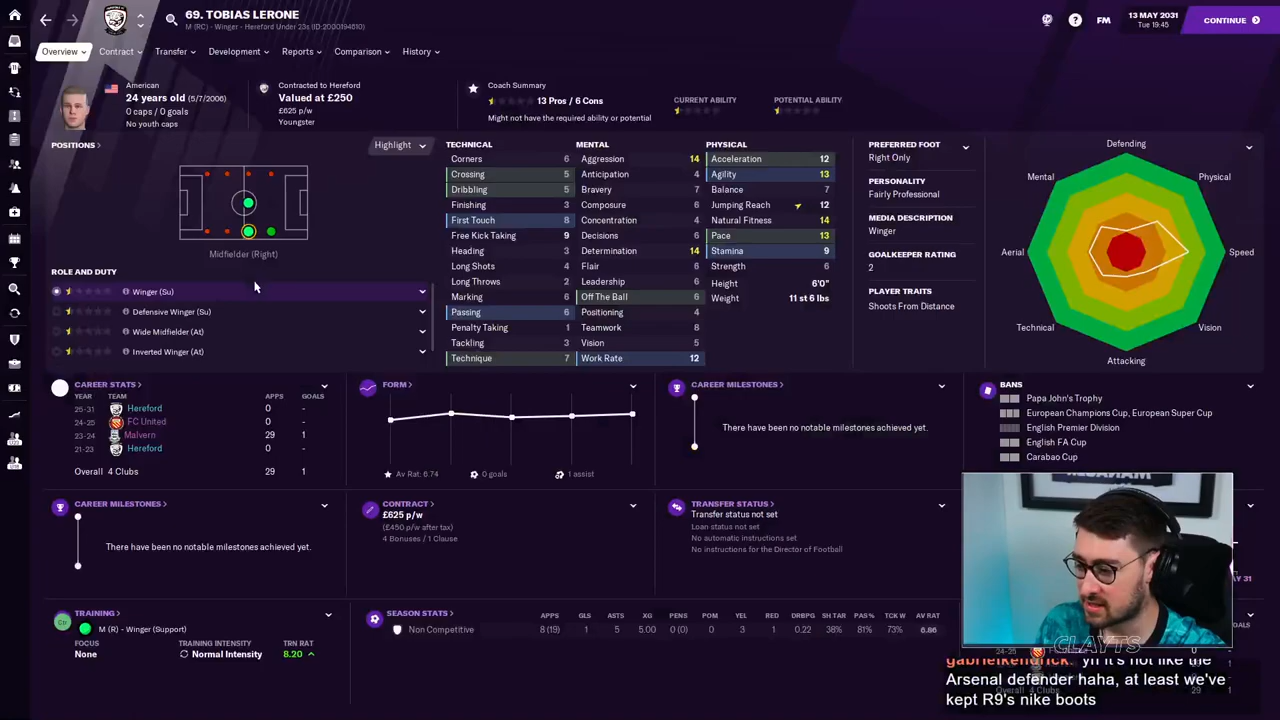 69. TOBIAS LERONE
M (RC) - Winger - Hereford Under 23s (ID:2000194610)
FM
13 MAY 2031
Tue 19:45
CONTINUE
Overview
Contract
Transfer
Development
Reports
Comparison
History
American
24 years old (5/7/2006)
0 caps / 0 goals
No youth caps
Contracted to Hereford
Valued at £250
£625 p/w
Youngster
Coach Summary
13 Pros / 6 Cons
Might not have the required ability or potential
CURRENT ABILITY
POTENTIAL ABILITY
POSITIONS
Highlight
Midfielder (Right)
ROLE AND DUTY
Winger (Su)
Defensive Winger (Su)
Wide Midfielder (At)
Inverted Winger (At)
TECHNICAL
Corners 6
Crossing 5
Dribbling 5
Finishing 3
First Touch 8
Free Kick Taking 9
Heading 3
Long Shots 4
Long Throws 2
Marking 6
Passing 6
Penalty Taking 1
Tackling 3
Technique 7
MENTAL
Aggression 14
Anticipation 4
Bravery 7
Composure 6
Concentration 4
Decisions 6
Determination 14
Flair 6
Leadership 6
Off The Ball 6
Positioning 4
Teamwork 8
Vision 5
Work Rate 12
PHYSICAL
Acceleration 12
Agility 13
Balance 7
Jumping Reach 12
Natural Fitness 14
Pace 13
Stamina 9
Strength 6
Height 6'0"
Weight 11 st 6 lbs
PREFERRED FOOT
Right Only
PERSONALITY
Fairly Professional
MEDIA DESCRIPTION
Winger
GOALKEEPER RATING
2
PLAYER TRAITS
Shoots From Distance
Defending
Mental
Physical
Aerial
Speed
Technical
Vision
Attacking
CAREER STATS
YEAR TEAM APPS GOALS
25-31 Hereford 0 -
24-25 FC United 0 -
23-24 Malvern 29 1
21-23 Hereford 0 -
Overall 4 Clubs 29 1
FORM
Av Rat: 6.74
0 goals
1 assist
CAREER MILESTONES
There have been no notable milestones achieved yet.
BANS
Papa John's Trophy
European Champions Cup, European Super Cup
English Premier Division
English FA Cup
Carabao Cup
CAREER MILESTONES
There have been no notable milestones achieved yet.
CONTRACT
£625 p/w
(£450 p/w after tax)
4 Bonuses / 1 Clause
TRANSFER STATUS
Transfer status not set
Loan status not set
No automatic instructions set
No instructions for the Director of Football
TRAINING
M (R) - Winger (Support)
FOCUS
None
TRAINING INTENSITY
Normal Intensity
TRN RAT
8.20
SEASON STATS
APPS GLS ASTS XG PENS POM YEL RED DRBPG SH TAR PAS% TCK W AV RAT
Non Competitive 8 (19) 1 5 5.00 0 (0) 0 3 1 0.22 38% 81% 73% 6.86
CLAYTS
gabrielkendrick: yh it's not like the
Arsenal defender haha, at least we've
kept R9's nike boots